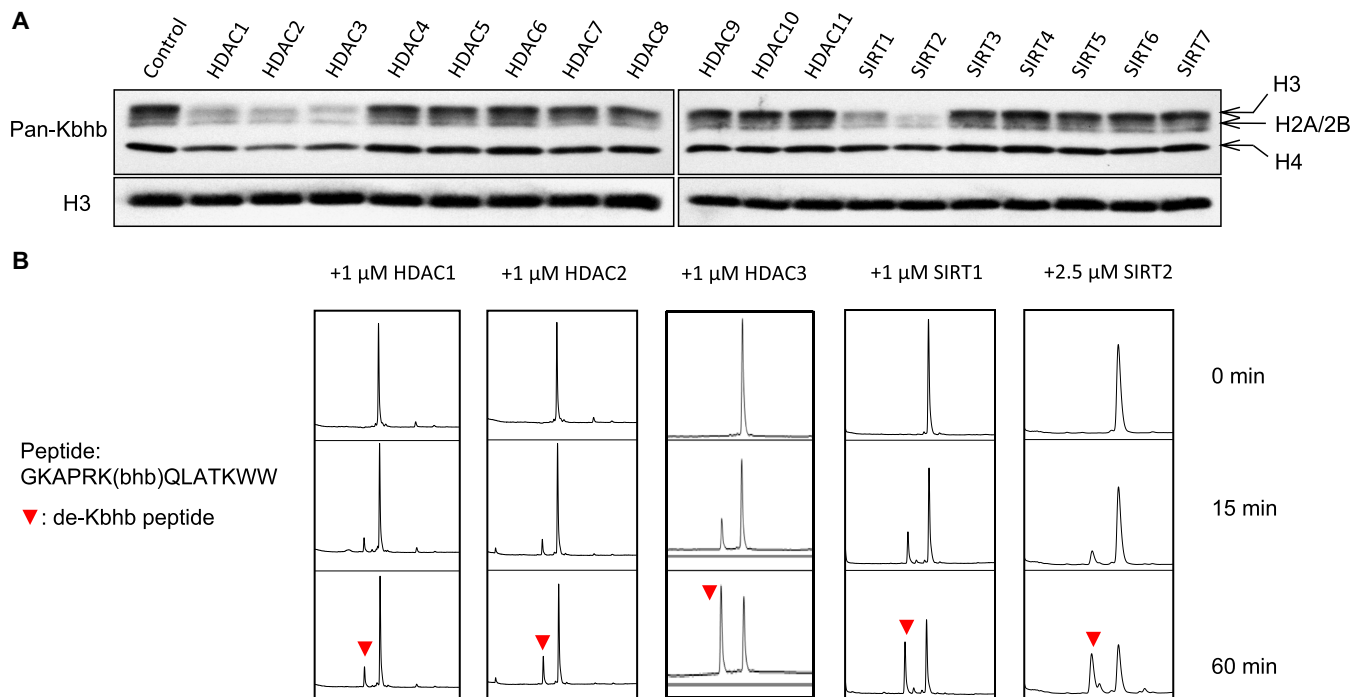 A
Control HDAC1 HDAC2 HDAC3 HDAC4 HDAC5 HDAC6 HDAC7 HDAC8 HDAC9 HDAC10 HDAC11 SIRT1 SIRT2 SIRT3 SIRT4 SIRT5 SIRT6 SIRT7
Pan-Kbhb
H3
H2A/2B
H4
H3
B
+1 µM HDAC1 +1 µM HDAC2 +1 µM HDAC3 +1 µM SIRT1 +2.5 µM SIRT2
0 min
Peptide:
GKAPRK(bhb)QLATKWW
: de-Kbhb peptide
15 min
60 min